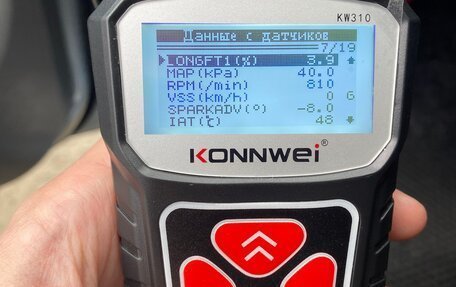 KW310
Данные с датчиков
7/19
LONGFT1(%) 3.9
MAP(kPa) 40.0
RPM(/min) 810
VSS(km/h) 0 G
SPARKADV(º) -8.0
IAT(℃) 48
KONNWEI®